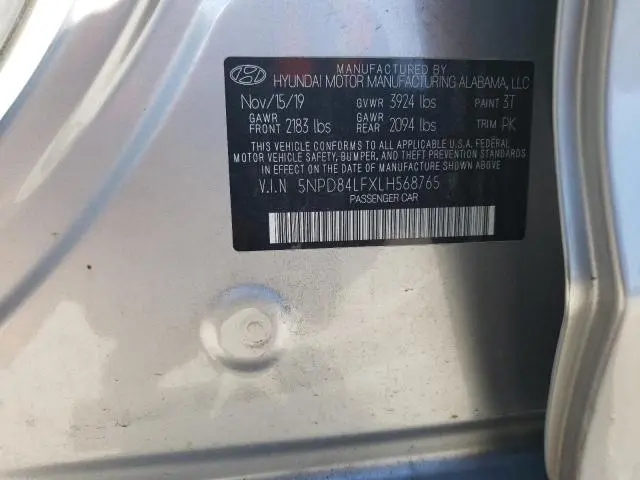 MANUFACTURED BY
HYUNDAI MOTOR MANUFACTURING ALABAMA, LLC
Nov/15/19 GVWR 3924 lbs PAINT 3T
GAWR FRONT 2183 lbs GAWR REAR 2094 lbs TRIM PK
THIS VEHICLE CONFORMS TO ALL APPLICABLE U.S.A. FEDERAL
MOTOR VEHICLE SAFETY, BUMPER, AND THEFT PREVENTION STANDARDS
IN EFFECT ON THE DATE OF MANUFACTURE SHOWN ABOVE
V.I.N 5NPD84LFXLH568765
PASSENGER CAR